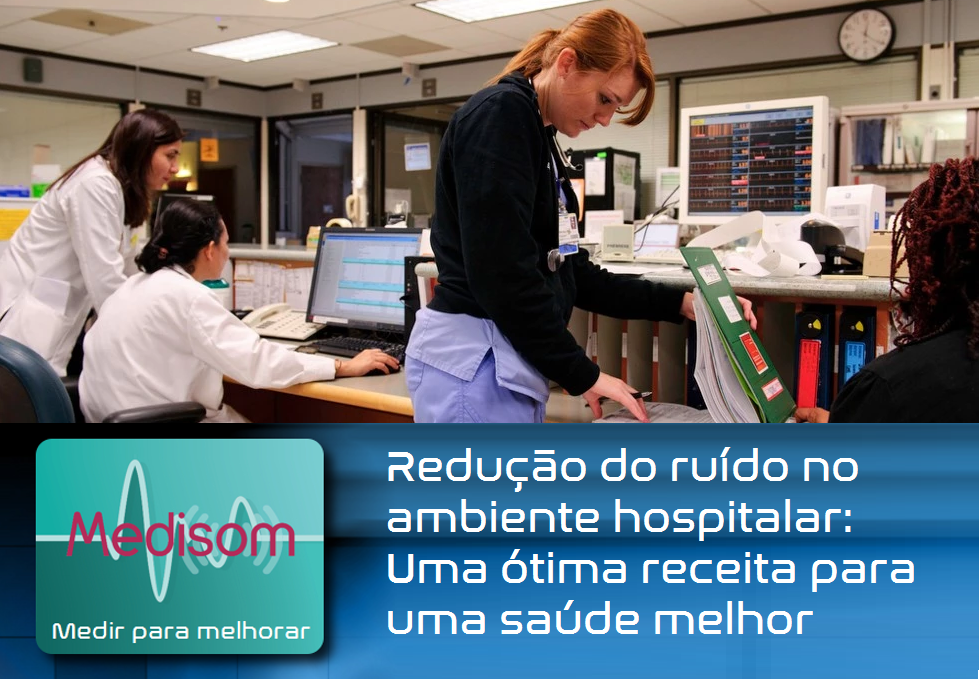 Medisom
Medir para melhorar
Redução do ruído no
ambiente hospitalar:
Uma ótima receita para
uma saúde melhor